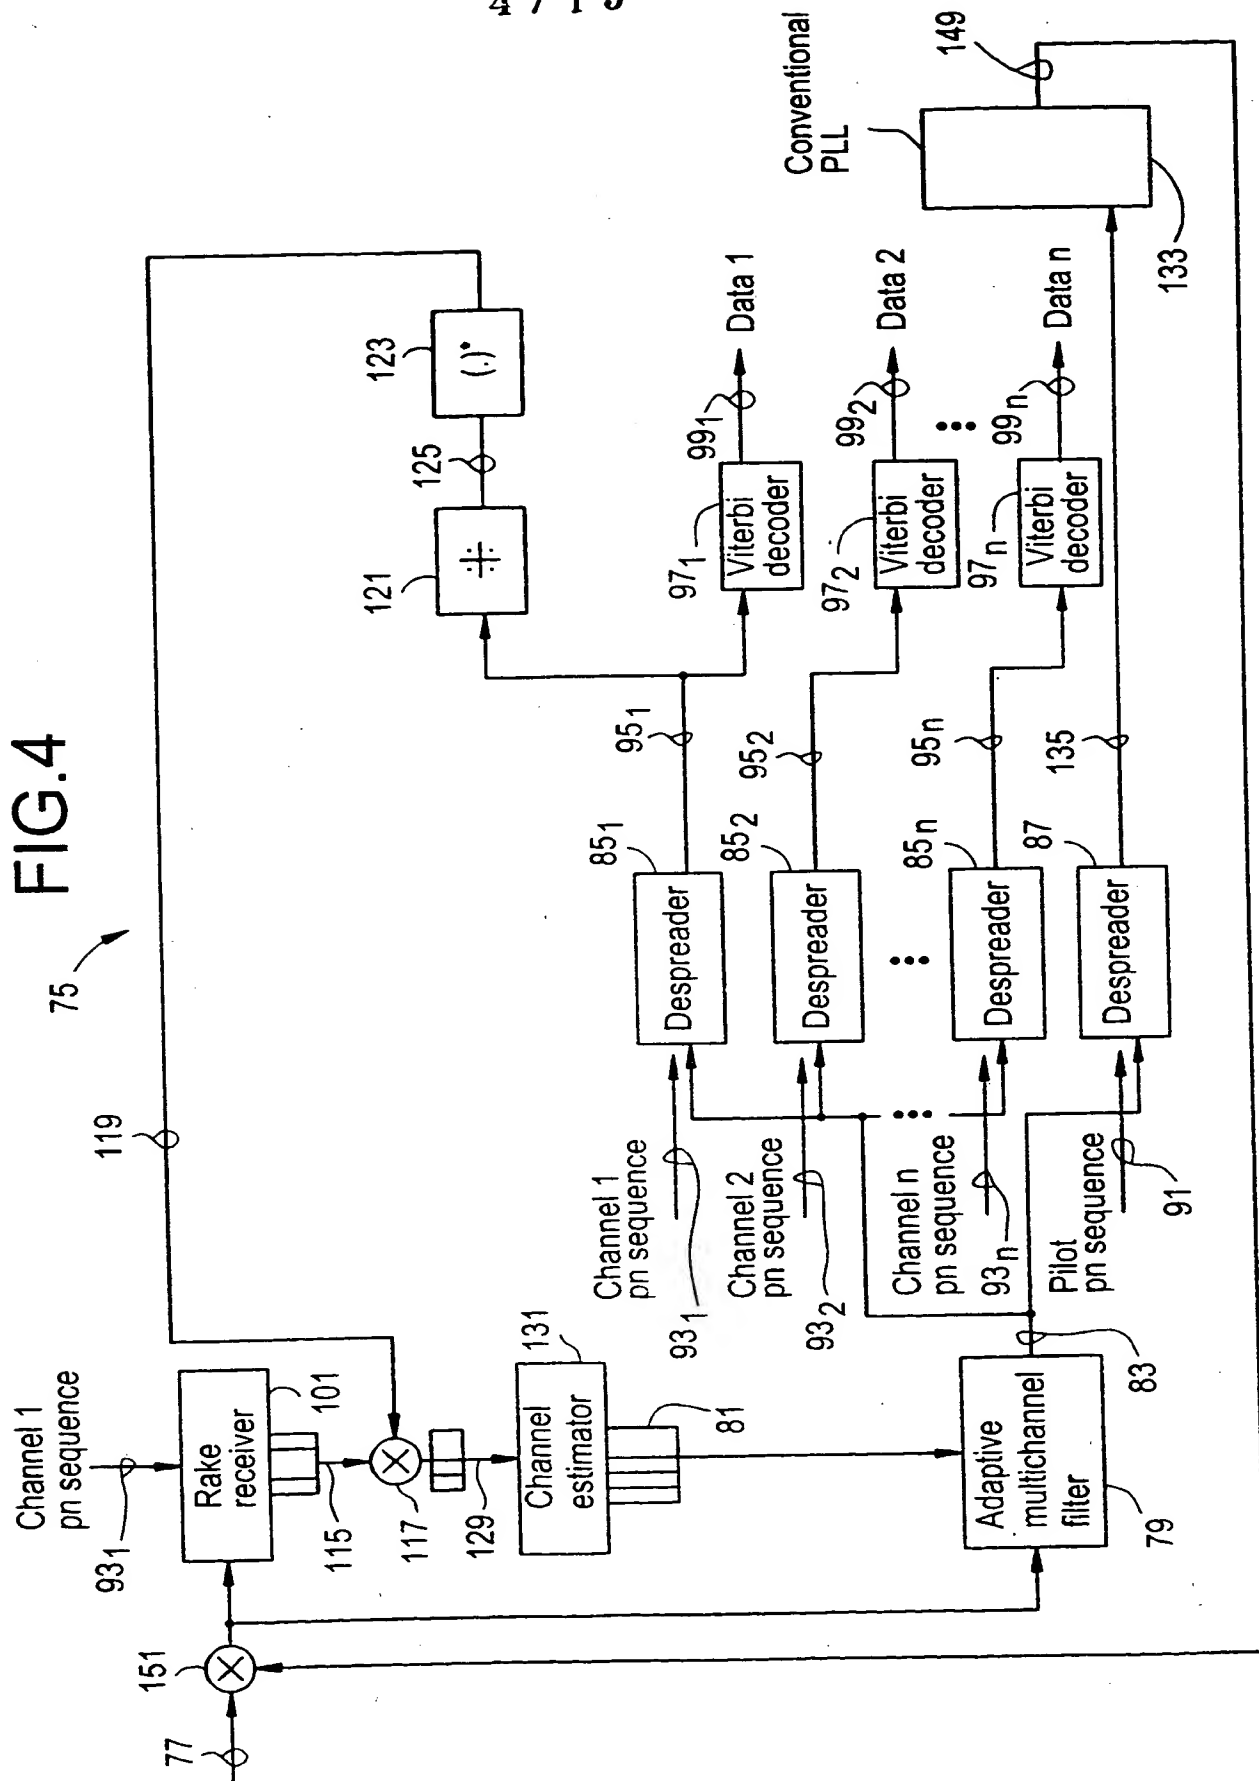 FIG.4
75
77
151
Channel 1
pn sequence
93₁
Rake
receiver
101
115
117
119
129
Channel
estimator
131
81
Adaptive
multichannel
filter
79
83
Channel 1
pn sequence
93₁
Channel 2
pn sequence
93₂
Channel n
pn sequence
93n
Pilot
pn sequence
91
Despreader
85₁
Despreader
85₂
Despreader
85n
Despreader
87
95₁
95₂
95n
135
121
125
123
(.)*
97₁
Viterbi
decoder
99₁
Data 1
97₂
Viterbi
decoder
99₂
Data 2
97n
Viterbi
decoder
99n
Data n
Conventional
PLL
133
149